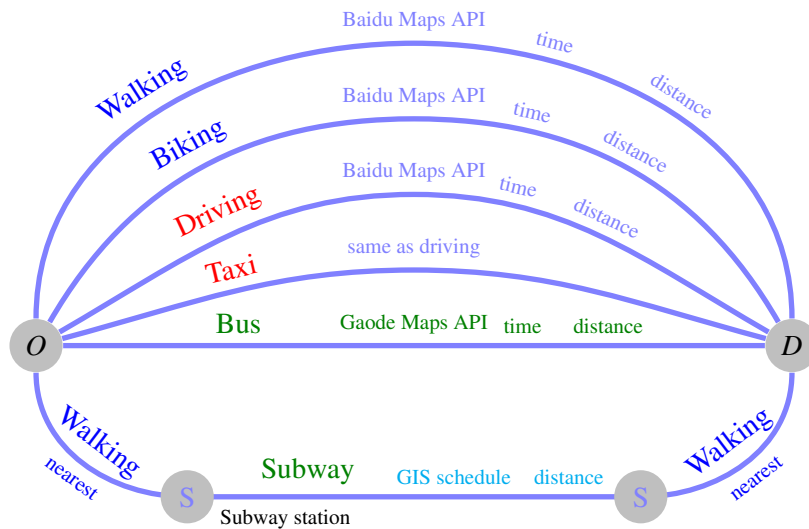 Baidu Maps API time distance
Walking
Baidu Maps API time distance
Biking
Baidu Maps API time distance
Driving
same as driving
Taxi
Bus Gaode Maps API time distance
O D
Walking Walking
nearest nearest
Subway GIS schedule distance
S S
Subway station